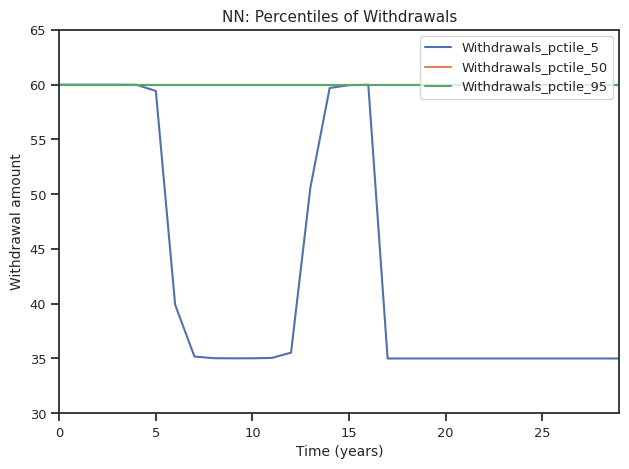 NN: Percentiles of Withdrawals
65
60
55
50
45
40
35
30
Withdrawal amount
Withdrawals_pctile_5
Withdrawals_pctile_50
Withdrawals_pctile_95
0 5 10 15 20 25
Time (years)